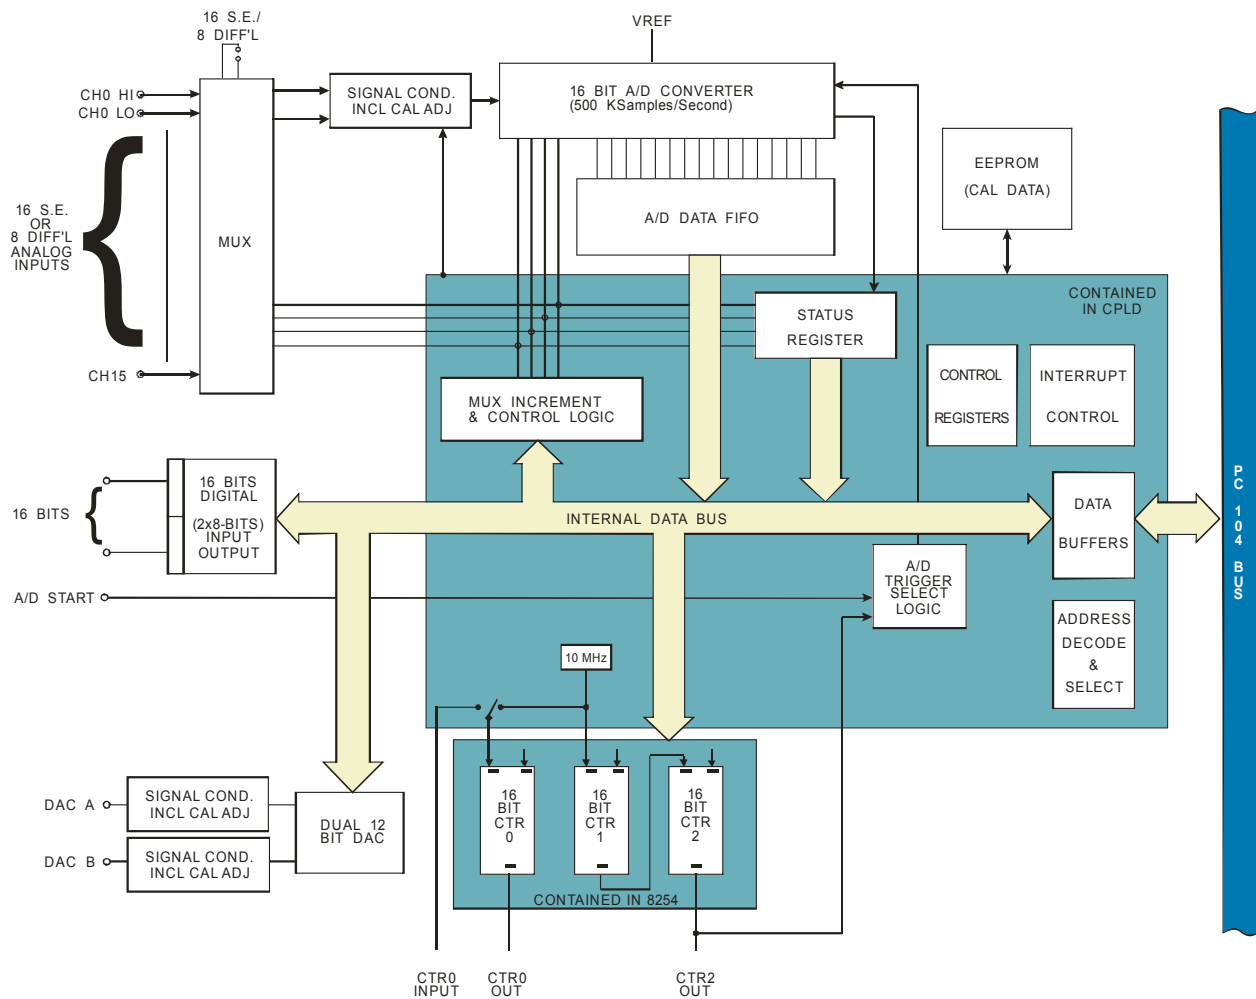 16 S.E./
8 DIFF'L
VREF
CH0 HI
CH0 LO
SIGNAL COND.
INCL CAL ADJ
16 BIT A/D CONVERTER
(500 KSamples/Second)
EEPROM
(CAL DATA)
16 S.E.
OR
8 DIFF'L
ANALOG
INPUTS
MUX
A/D DATA FIFO
CONTAINED
IN CPLD
STATUS
REGISTER
CH15
MUX INCREMENT
& CONTROL LOGIC
CONTROL
REGISTERS
INTERRUPT
CONTROL
16 BITS
16 BITS
DIGITAL
(2x8-BITS)
INPUT
OUTPUT
INTERNAL DATA BUS
DATA
BUFFERS
PC 104 BUS
A/D START
A/D
TRIGGER
SELECT
LOGIC
ADDRESS
DECODE
&
SELECT
10 MHz
DAC A
SIGNAL COND.
INCL CAL ADJ
DAC B
SIGNAL COND.
INCL CAL ADJ
DUAL 12
BIT DAC
16
BIT
CTR
0
16
BIT
CTR
1
16
BIT
CTR
2
CONTAINED IN 8254
CTR0
INPUT
CTR0
OUT
CTR2
OUT